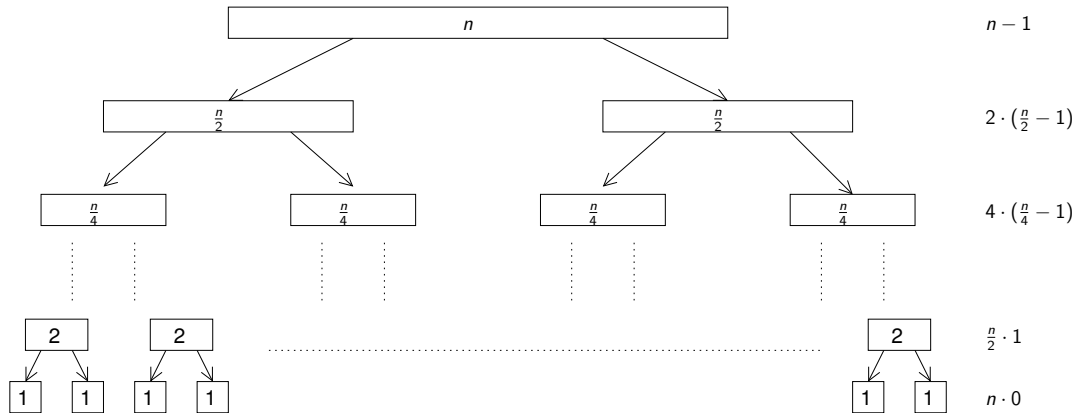 n n − 1
n/2 n/2 2 · (n/2 − 1)
n/4 n/4 n/4 n/4 4 · (n/4 − 1)
2 2 2 n/2 · 1
1 1 1 1 1 1 n · 0